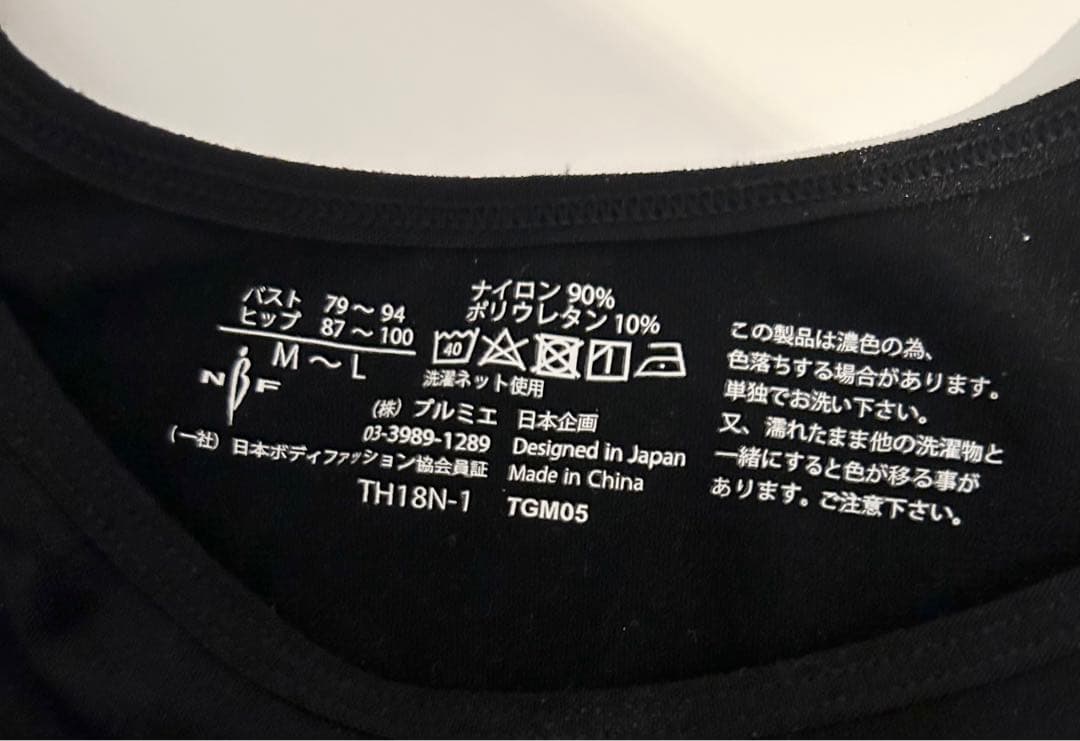 バスト 79～94
ヒップ 87～100
M～L
NBF
ナイロン 90%
ポリウレタン 10%
40
洗濯ネット使用
(株) プルミエ 日本企画
03-3989-1289 Designed in Japan
(一社) 日本ボディファッション協会員証 Made in China
TH18N-1 TGM05
この製品は濃色の為、
色落ちする場合があります。
単独でお洗い下さい。
又、濡れたまま他の洗濯物と
一緒にすると色が移る事が
あります。ご注意下さい。